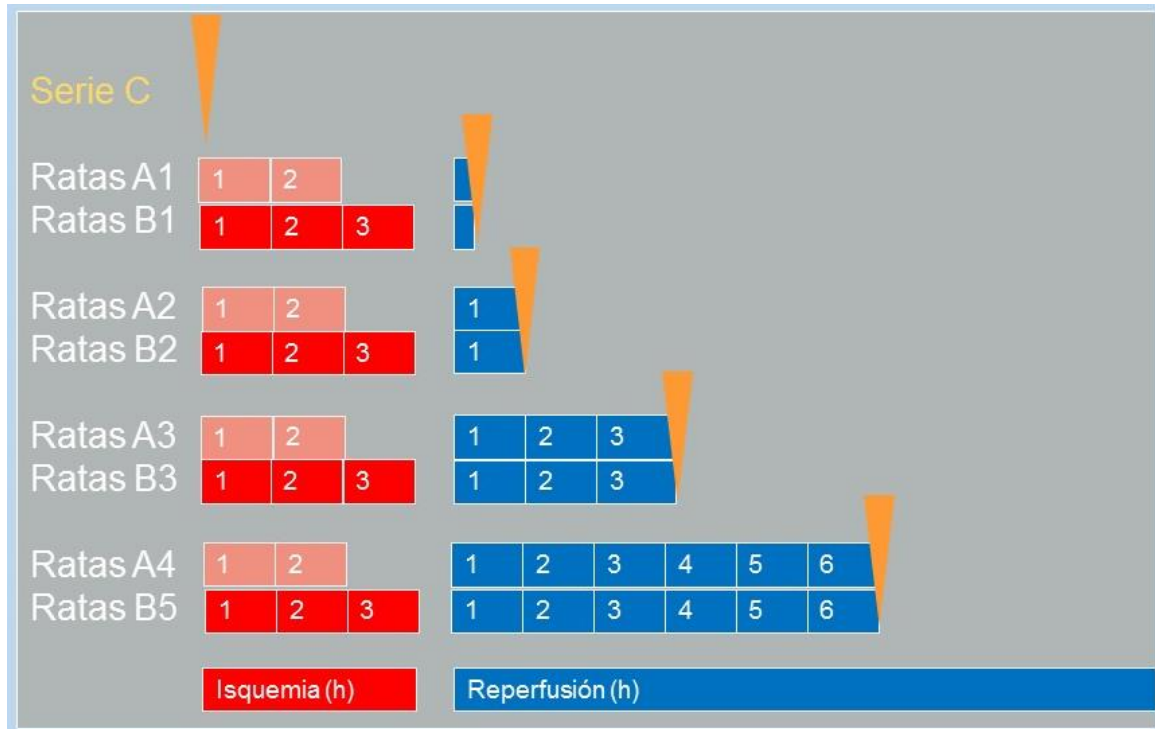 Serie C
Ratas A1 1 2
Ratas B1 1 2 3
Ratas A2 1 2 1
Ratas B2 1 2 3 1
Ratas A3 1 2 1 2 3
Ratas B3 1 2 3 1 2 3
Ratas A4 1 2 1 2 3 4 5 6
Ratas B5 1 2 3 1 2 3 4 5 6
Isquemia (h) Reperfusión (h)